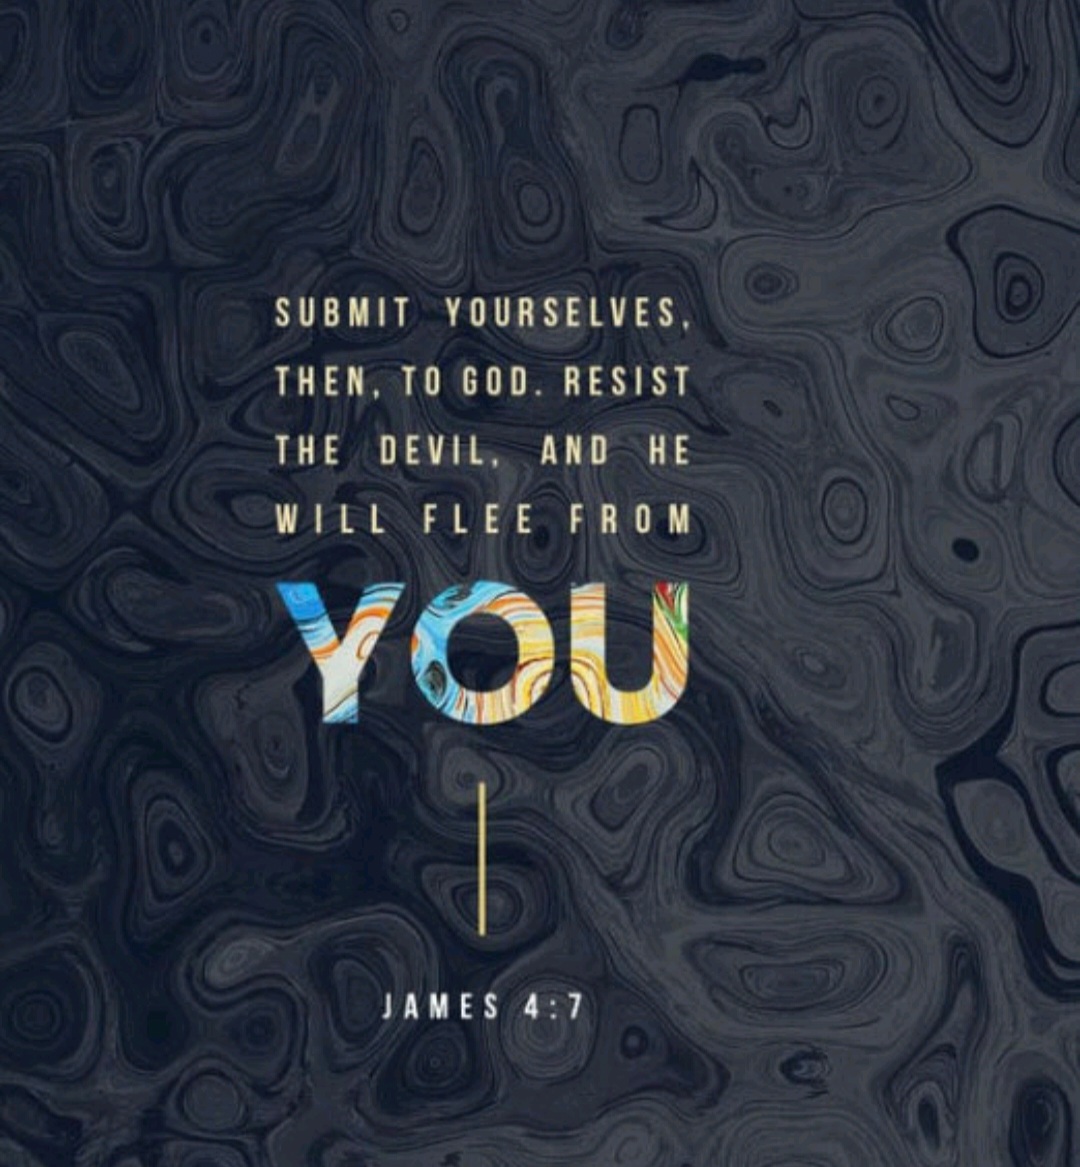 SUBMIT YOURSELVES,
THEN, TO GOD. RESIST
THE DEVIL, AND HE
WILL FLEE FROM
YOU
JAMES 4:7